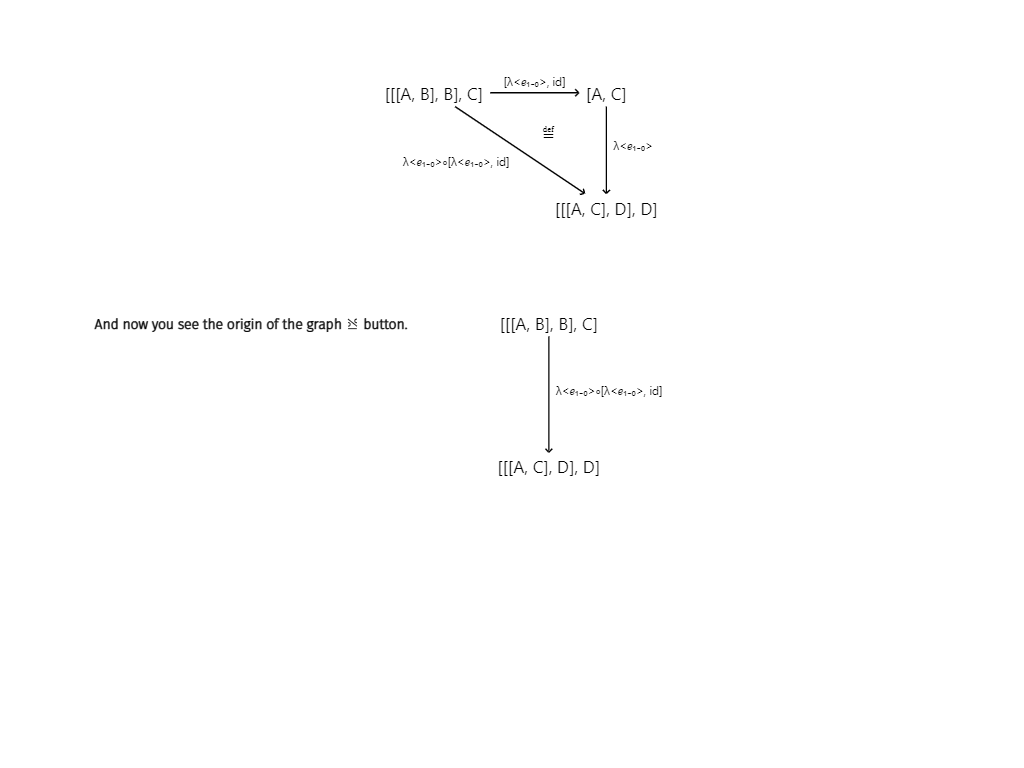 [λ<e₁₋₀>, id]
[[[A, B], B], C]
[A, C]
def
λ<e₁₋₀>
λ<e₁₋₀>∘[λ<e₁₋₀>, id]
[[[A, C], D], D]
And now you see the origin of the graph button.
[[[A, B], B], C]
λ<e₁₋₀>∘[λ<e₁₋₀>, id]
[[[A, C], D], D]